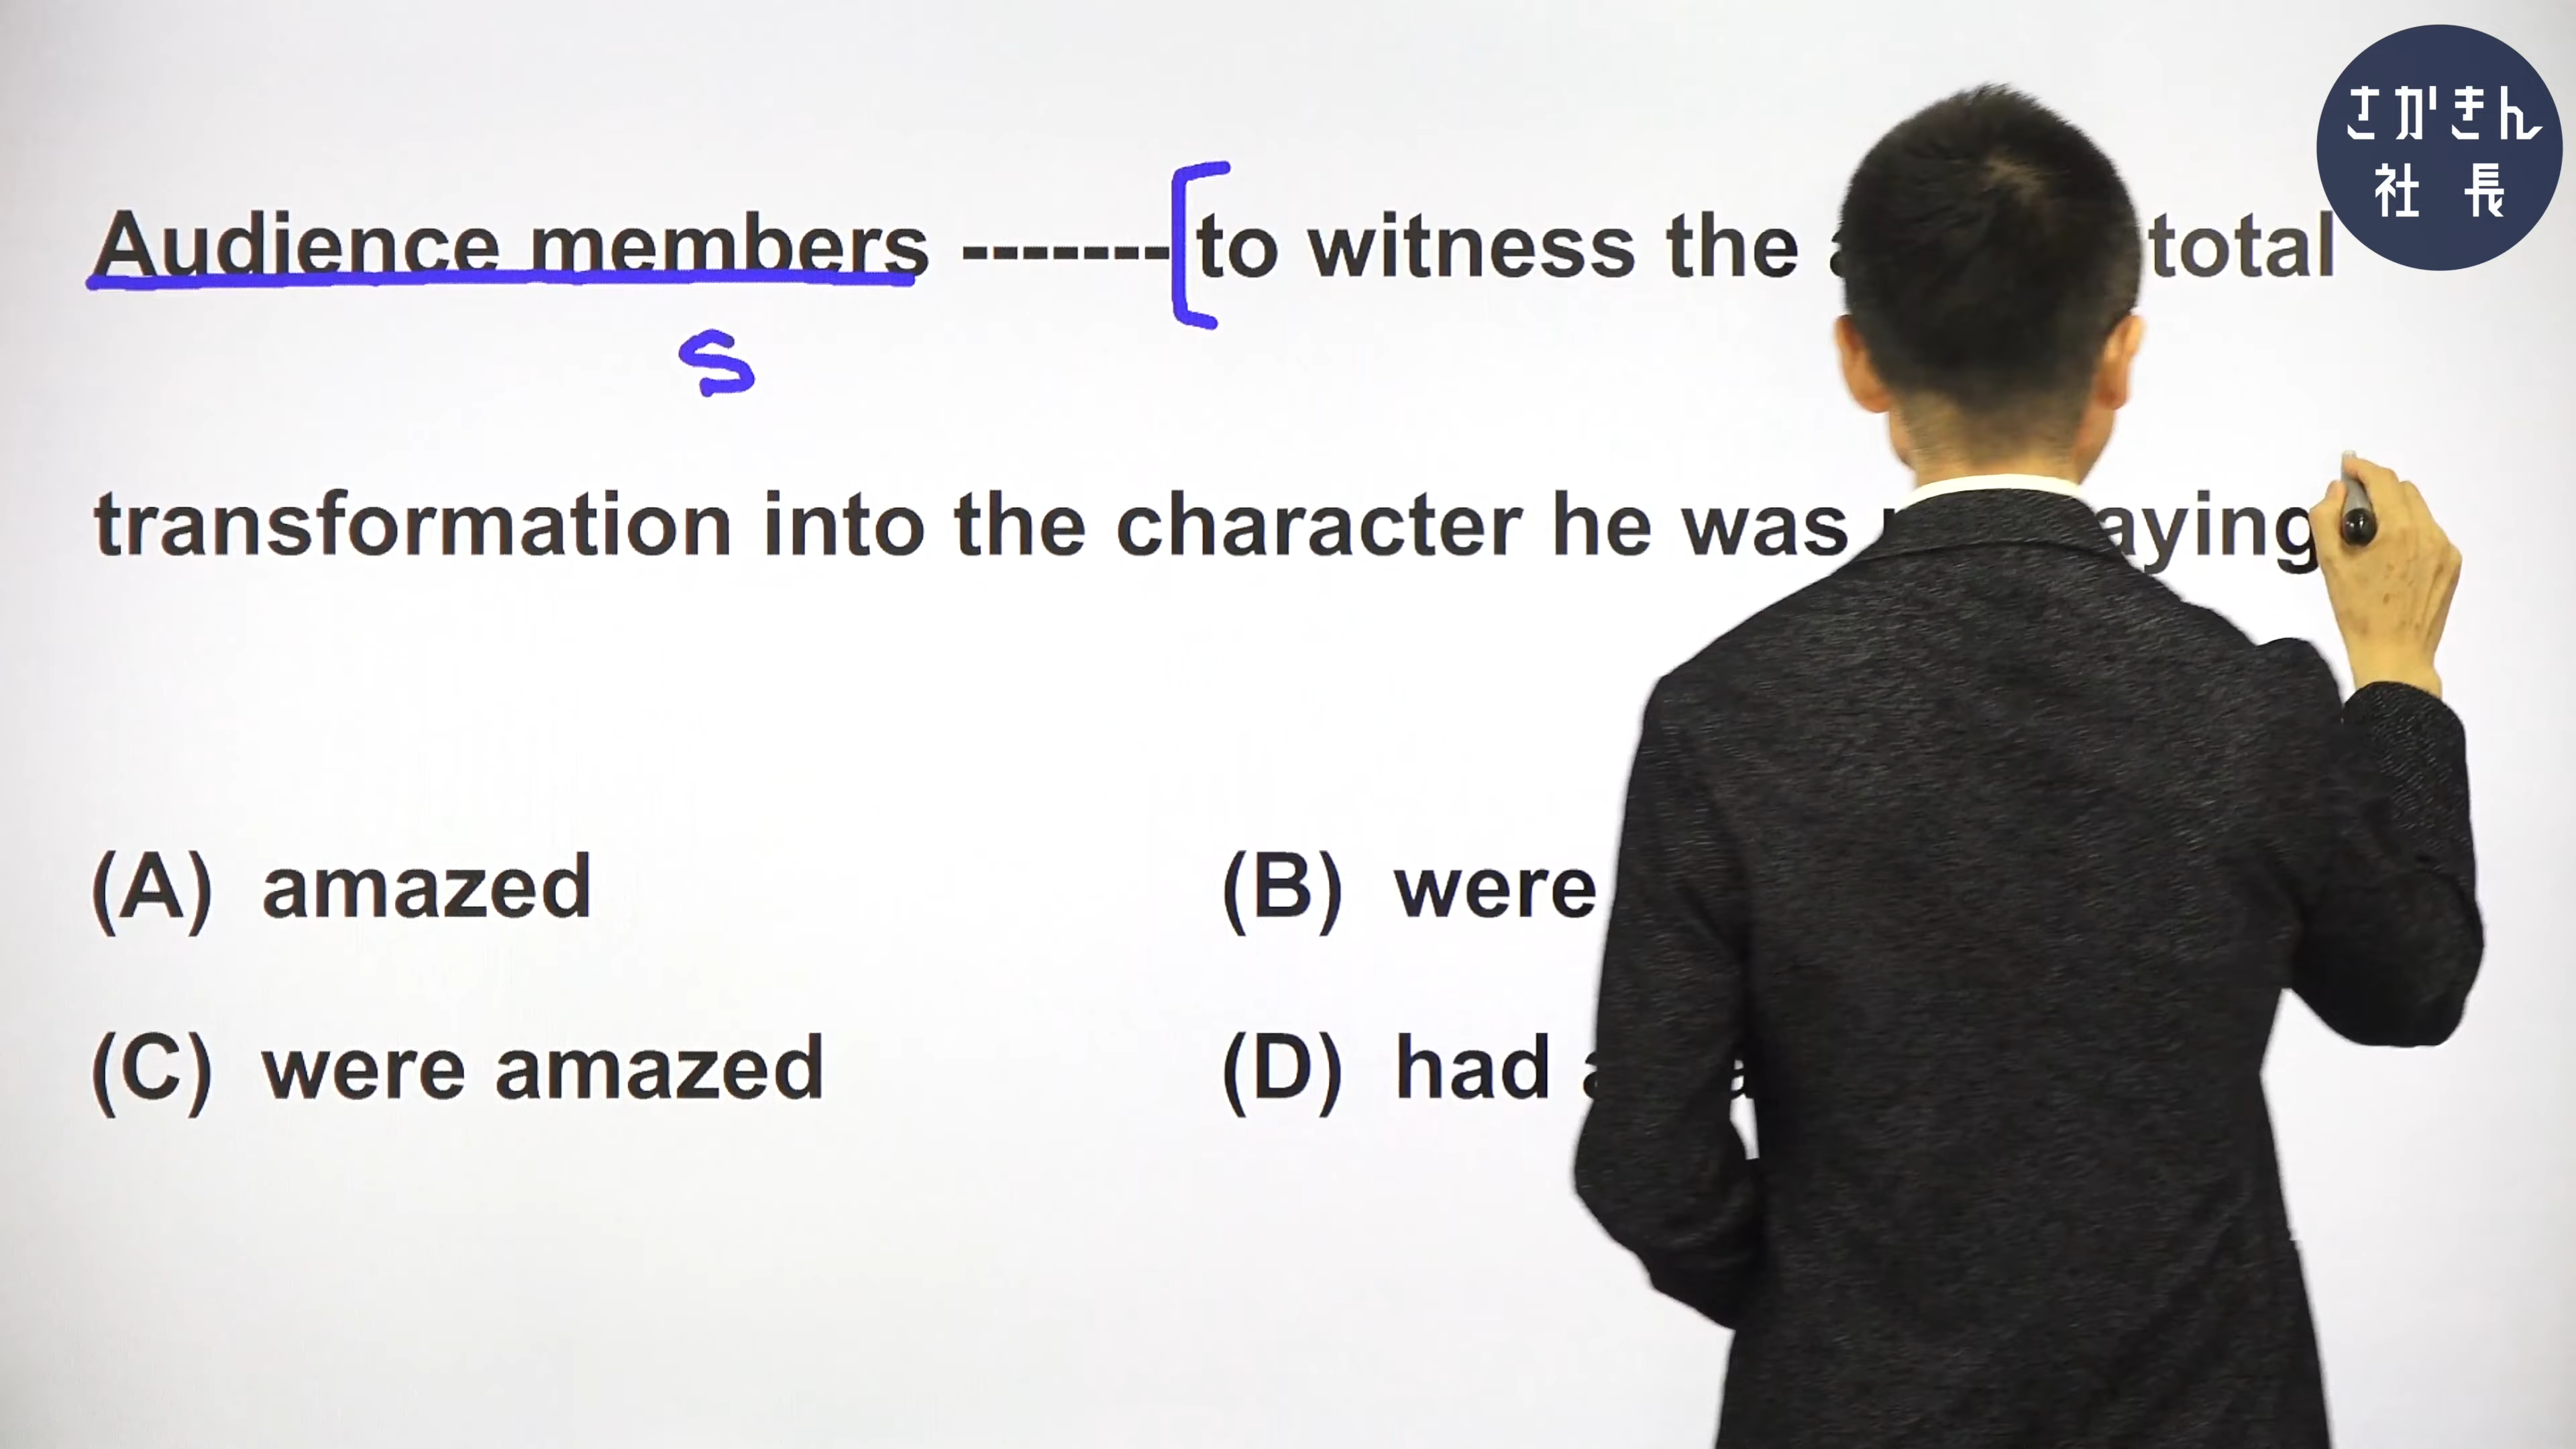 さかきん
社長
Audience members ------- to witness the total
S
transformation into the character he was
(A) amazed
(B) were
(C) were amazed
(D) had